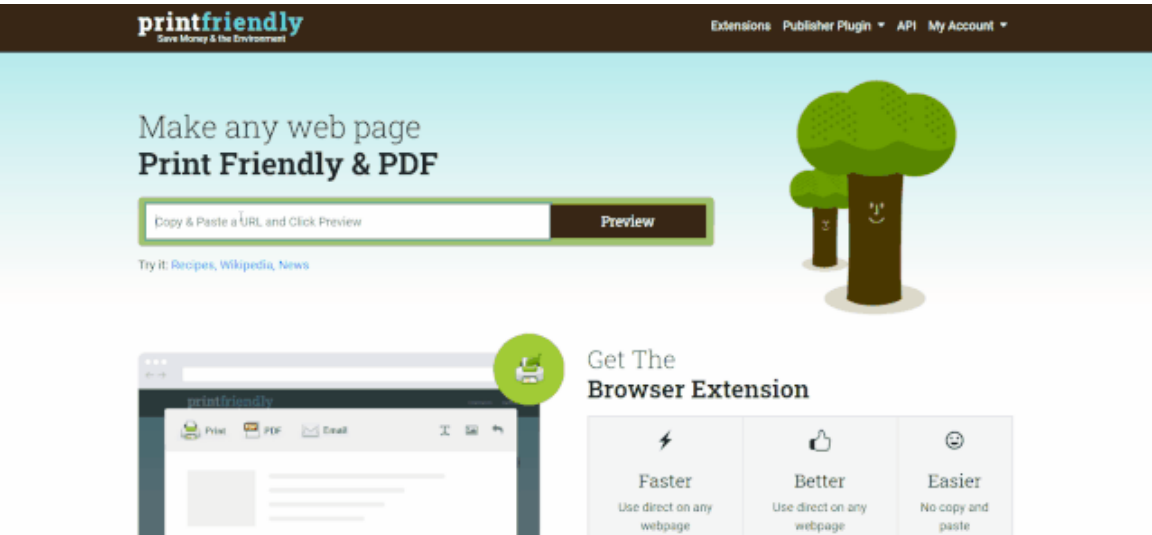 printfriendly
Save Money & the Environment
Extensions Publisher Plugin API My Account
Make any web page
Print Friendly & PDF
Copy & Paste a URL and Click Preview
Preview
Try it: Recipes, Wikipedia, News
Get The
Browser Extension
printfriendly
Print PDF Email
Faster
Use direct on any
webpage
Better
Use direct on any
webpage
Easier
No copy and
paste